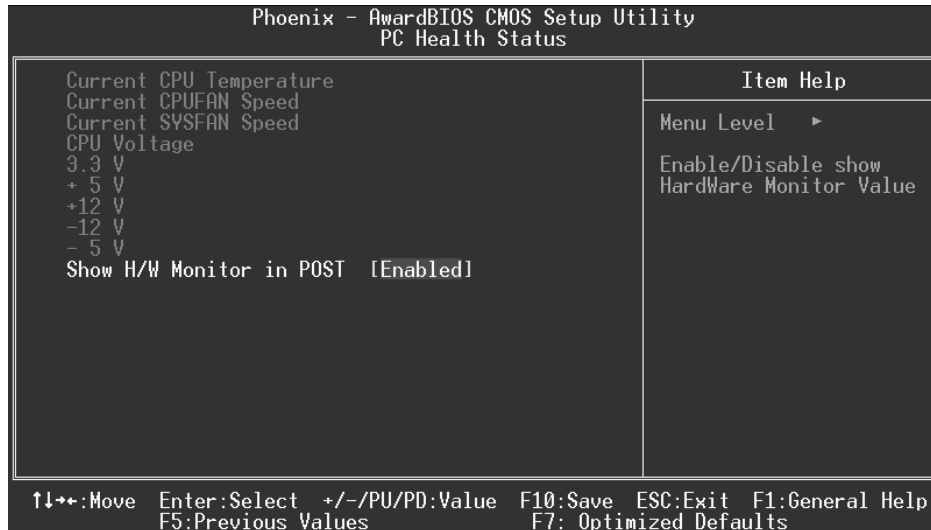 Phoenix - AwardBIOS CMOS Setup Utility
PC Health Status
Current CPU Temperature
Current CPUFAN Speed
Current SYSFAN Speed
CPU Voltage
3.3 V
+ 5 V
+12 V
-12 V
- 5 V
Show H/W Monitor in POST [Enabled]
Item Help
Menu Level ►
Enable/Disable show
HardWare Monitor Value
↑↓→←:Move Enter:Select +/-/PU/PD:Value F10:Save ESC:Exit F1:General Help
F5:Previous Values F7: Optimized Defaults